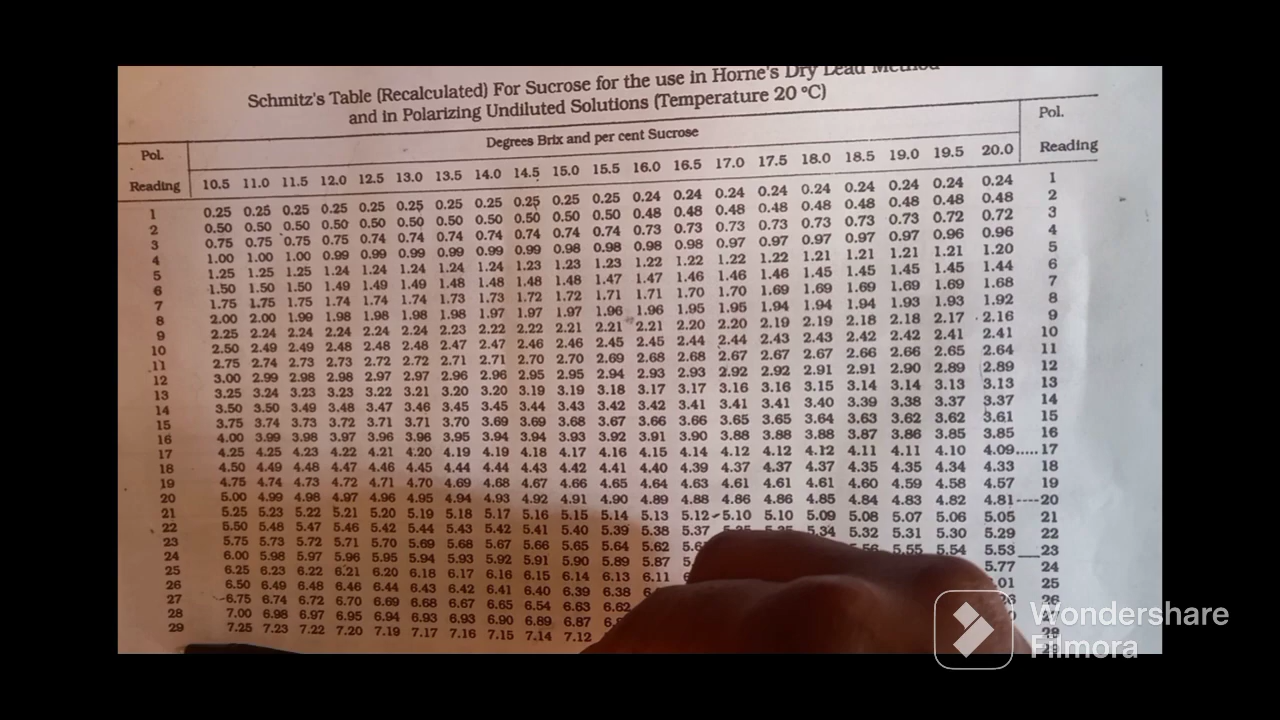 Schmitz's Table (Recalculated) For Sucrose for the use in Horne's Dry Lead Method
and in Polarizing Undiluted Solutions (Temperature 20 °C)
Pol. Degrees Brix and per cent Sucrose Pol.
Reading 10.5 11.0 11.5 12.0 12.5 13.0 13.5 14.0 14.5 15.0 15.5 16.0 16.5 17.0 17.5 18.0 18.5 19.0 19.5 20.0 Reading
1 0.25 0.25 0.25 0.25 0.25 0.25 0.25 0.25 0.25 0.25 0.25 0.24 0.24 0.24 0.24 0.24 0.24 0.24 0.24 0.24 1
2 0.50 0.50 0.50 0.50 0.50 0.50 0.50 0.50 0.50 0.50 0.50 0.48 0.48 0.48 0.48 0.48 0.48 0.48 0.48 0.48 2
3 0.75 0.75 0.75 0.75 0.74 0.74 0.74 0.74 0.74 0.74 0.74 0.73 0.73 0.73 0.73 0.73 0.73 0.73 0.72 0.72 3
4 1.00 1.00 1.00 0.99 0.99 0.99 0.99 0.99 0.99 0.98 0.98 0.98 0.98 0.97 0.97 0.97 0.97 0.97 0.96 0.96 4
5 1.25 1.25 1.25 1.24 1.24 1.24 1.24 1.24 1.23 1.23 1.23 1.22 1.22 1.22 1.22 1.21 1.21 1.21 1.21 1.20 5
6 1.50 1.50 1.50 1.49 1.49 1.49 1.48 1.48 1.48 1.48 1.47 1.47 1.46 1.46 1.46 1.45 1.45 1.45 1.45 1.44 6
7 1.75 1.75 1.75 1.74 1.74 1.74 1.73 1.73 1.72 1.72 1.71 1.71 1.70 1.70 1.69 1.69 1.69 1.69 1.69 1.68 7
8 2.00 2.00 1.99 1.98 1.98 1.98 1.98 1.97 1.97 1.97 1.96 1.96 1.95 1.95 1.94 1.94 1.94 1.93 1.93 1.92 8
9 2.25 2.24 2.24 2.24 2.24 2.24 2.23 2.22 2.22 2.21 2.21 2.21 2.20 2.20 2.19 2.19 2.18 2.18 2.17 2.16 9
10 2.50 2.49 2.49 2.48 2.48 2.48 2.47 2.47 2.46 2.46 2.45 2.45 2.44 2.44 2.43 2.43 2.42 2.42 2.41 2.41 10
11 2.75 2.74 2.73 2.73 2.72 2.72 2.71 2.71 2.70 2.70 2.69 2.68 2.68 2.67 2.67 2.67 2.66 2.66 2.65 2.64 11
12 3.00 2.99 2.98 2.98 2.97 2.97 2.96 2.96 2.95 2.95 2.94 2.93 2.93 2.92 2.92 2.91 2.91 2.90 2.89 2.89 12
13 3.25 3.24 3.23 3.23 3.22 3.21 3.20 3.20 3.19 3.19 3.18 3.17 3.17 3.16 3.16 3.15 3.14 3.14 3.13 3.13 13
14 3.50 3.50 3.49 3.48 3.47 3.46 3.45 3.45 3.44 3.43 3.42 3.42 3.41 3.41 3.41 3.40 3.39 3.38 3.37 3.37 14
15 3.75 3.74 3.73 3.72 3.71 3.71 3.70 3.69 3.69 3.68 3.67 3.66 3.66 3.65 3.65 3.64 3.63 3.62 3.62 3.61 15
16 4.00 3.99 3.98 3.97 3.96 3.96 3.95 3.94 3.94 3.93 3.92 3.91 3.90 3.88 3.88 3.88 3.87 3.86 3.85 3.85 16
17 4.25 4.25 4.23 4.22 4.21 4.20 4.19 4.19 4.18 4.17 4.16 4.15 4.14 4.12 4.12 4.12 4.11 4.11 4.10 4.09.....17
18 4.50 4.49 4.48 4.47 4.46 4.45 4.44 4.44 4.43 4.42 4.41 4.40 4.39 4.37 4.37 4.37 4.35 4.35 4.34 4.33 18
19 4.75 4.74 4.73 4.72 4.71 4.70 4.69 4.68 4.67 4.66 4.65 4.64 4.63 4.61 4.61 4.61 4.60 4.59 4.58 4.57 19
20 5.00 4.99 4.98 4.97 4.96 4.95 4.94 4.93 4.92 4.91 4.90 4.89 4.88 4.86 4.86 4.85 4.84 4.83 4.82 4.81----20
21 5.25 5.23 5.22 5.21 5.20 5.19 5.18 5.17 5.16 5.15 5.14 5.13 5.12 5.10 5.10 5.09 5.08 5.07 5.06 5.05 21
22 5.50 5.48 5.47 5.46 5.42 5.44 5.43 5.42 5.41 5.40 5.39 5.38 5.37 5.34 5.32 5.31 5.30 5.29 22
23 5.75 5.73 5.72 5.71 5.70 5.69 5.68 5.67 5.66 5.65 5.64 5.62 5.55 5.54 5.53 23
24 6.00 5.98 5.97 5.96 5.95 5.94 5.93 5.92 5.91 5.90 5.89 5.87 5.77 24
25 6.25 6.23 6.22 6.21 6.20 6.18 6.17 6.16 6.15 6.14 6.13 6.11 25
26 6.50 6.49 6.48 6.46 6.44 6.43 6.42 6.41 6.40 6.39 6.38 26
27 6.75 6.74 6.72 6.70 6.69 6.68 6.67 6.65 6.54 6.63 6.62
28 7.00 6.98 6.97 6.95 6.94 6.93 6.93 6.90 6.89 6.87
29 7.25 7.23 7.22 7.20 7.19 7.17 7.16 7.15 7.14 7.12
Wondershare
Filmora